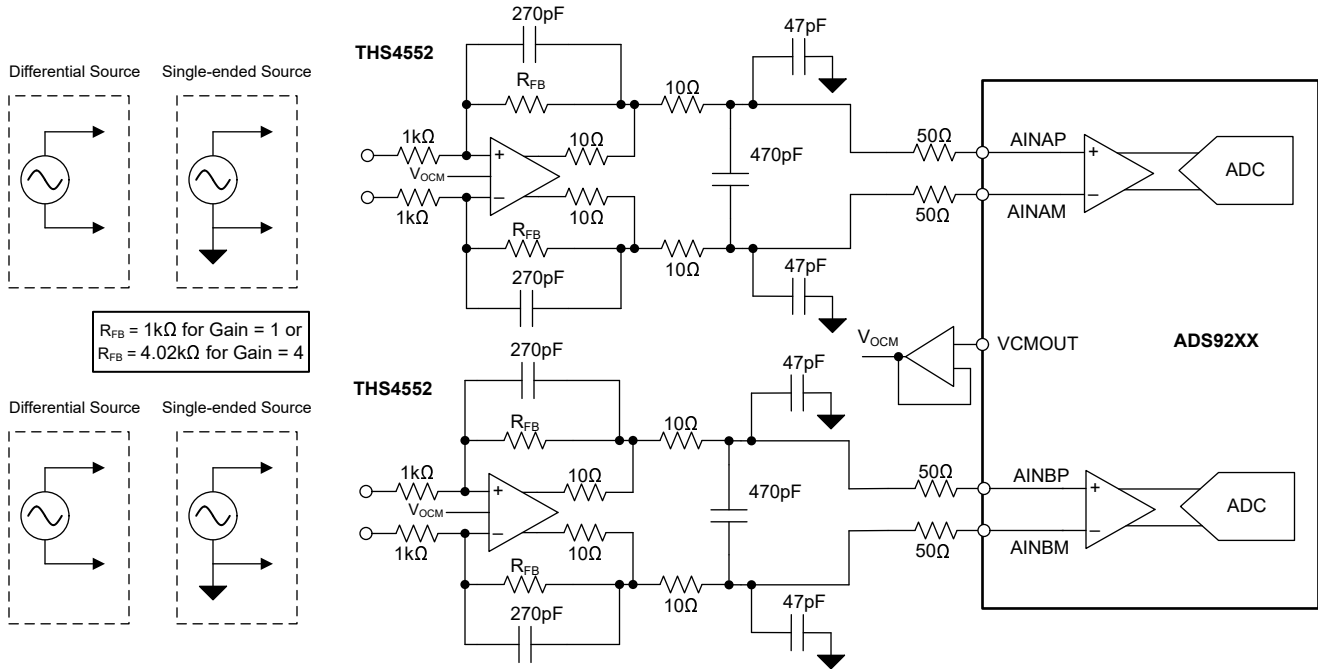 270pF
47pF
THS4552
Differential Source
Single-ended Source
RFB
10Ω
1kΩ
+
10Ω
50Ω
AINAP
+
ADC
VOCM
470pF
−
−
1kΩ
10Ω
50Ω
AINAM
RFB
10Ω
270pF
47pF
RFB = 1kΩ for Gain = 1 or
RFB = 4.02kΩ for Gain = 4
VOCM
VCMOUT
ADS92XX
270pF
47pF
THS4552
Differential Source
Single-ended Source
RFB
10Ω
1kΩ
+
10Ω
50Ω
AINBP
+
ADC
VOCM
470pF
−
−
1kΩ
10Ω
50Ω
AINBM
RFB
10Ω
270pF
47pF